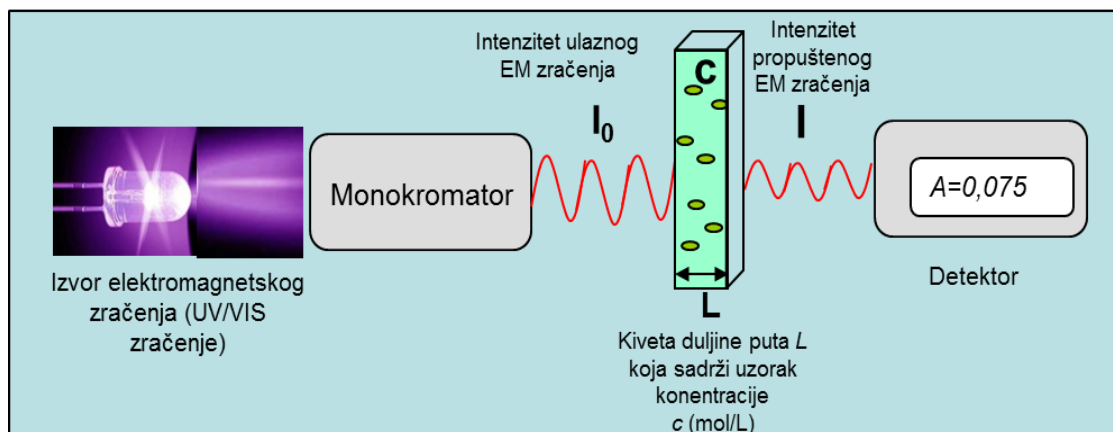 Intenzitet ulaznog
EM zračenja
I0
Intenzitet
propuštenog
EM zračenja
I
C
Monokromator
A=0,075
Izvor elektromagnetskog
zračenja (UV/VIS
zračenje)
Detektor
L
Kiveta duljine puta L
koja sadrži uzorak
konentracije
c (mol/L)